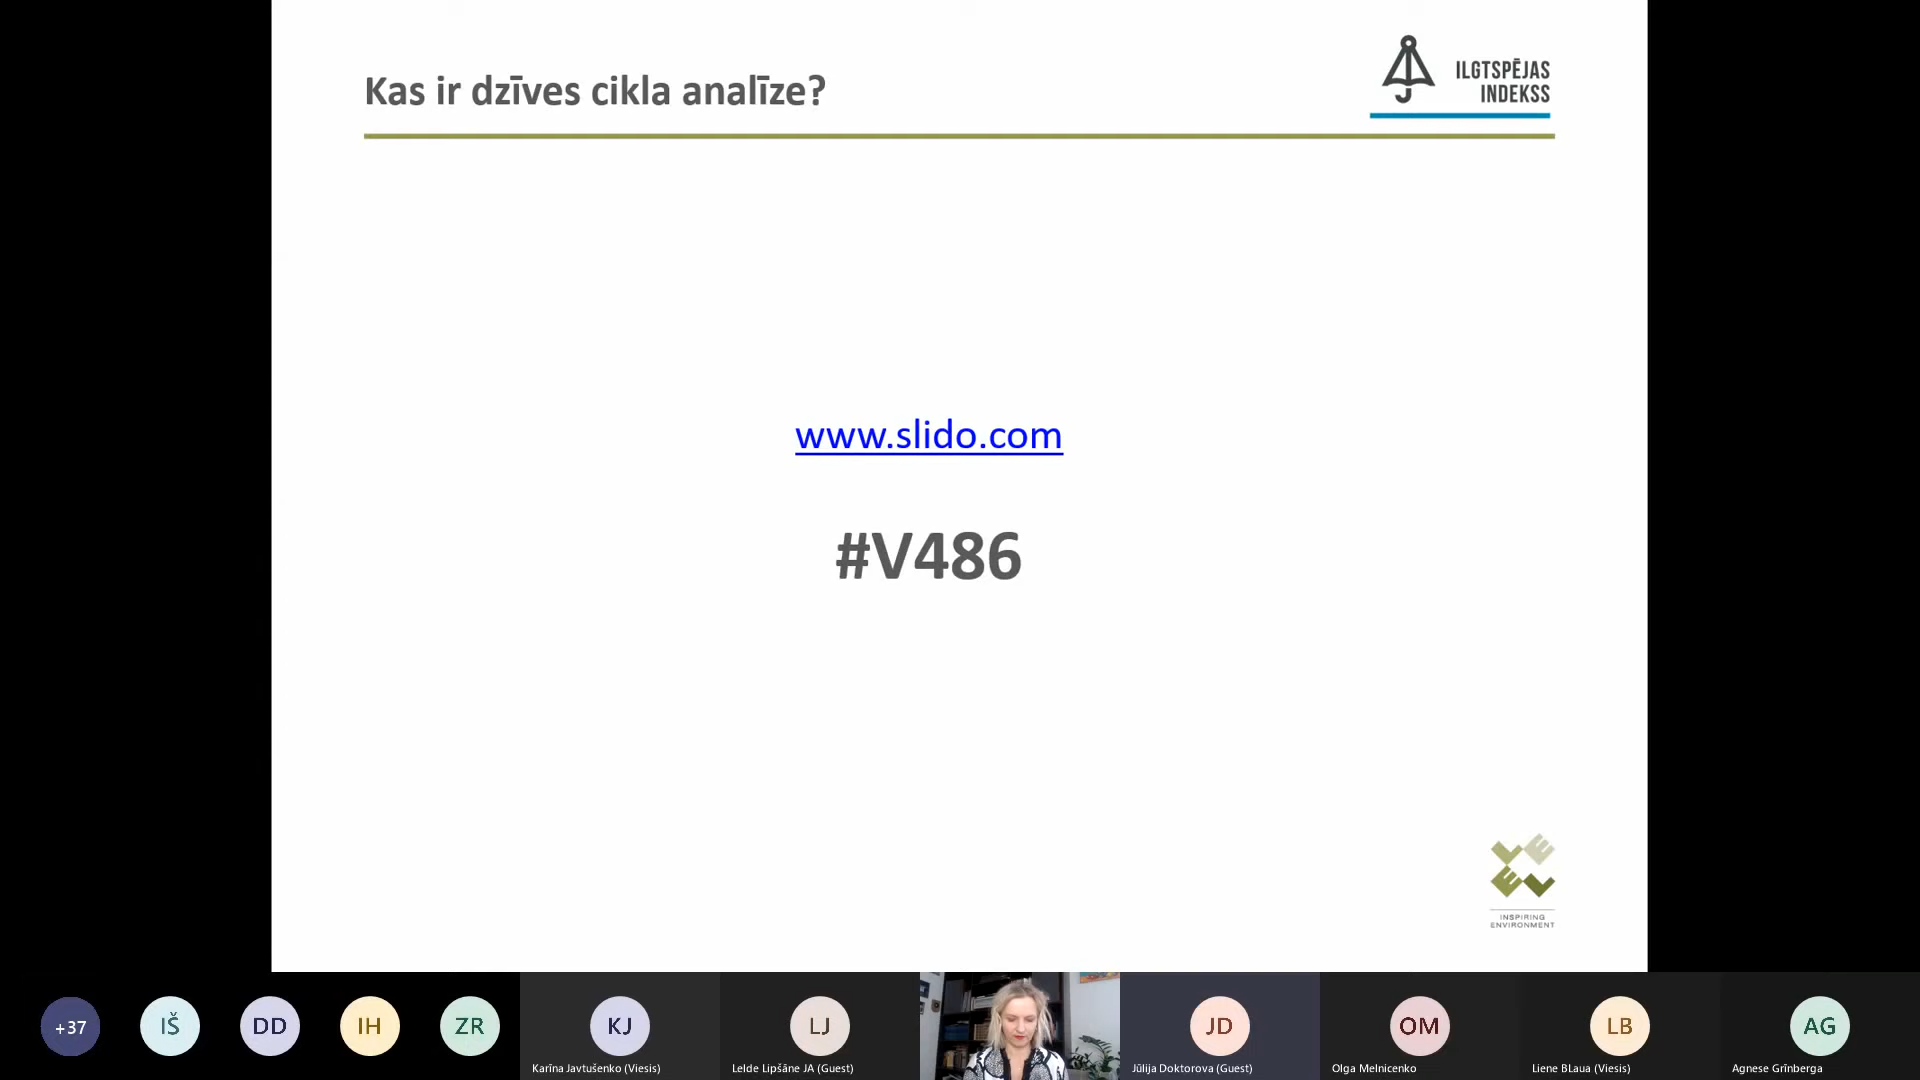 Kas ir dzīves cikla analīze?
ILGTSPĒJAS
INDEKSS
www.slido.com
#V486
INSPIRING
ENVIRONMENT
+37
IŠ
DD
IH
ZR
KJ
LJ
JD
OM
LB
AG
Karīna Javtušenko (Viesis)
Lelde Lipšāne JA (Guest)
Jūlija Doktorova (Guest)
Olga Melnicenko
Liene BLaua (Viesis)
Agnese Grīnberga